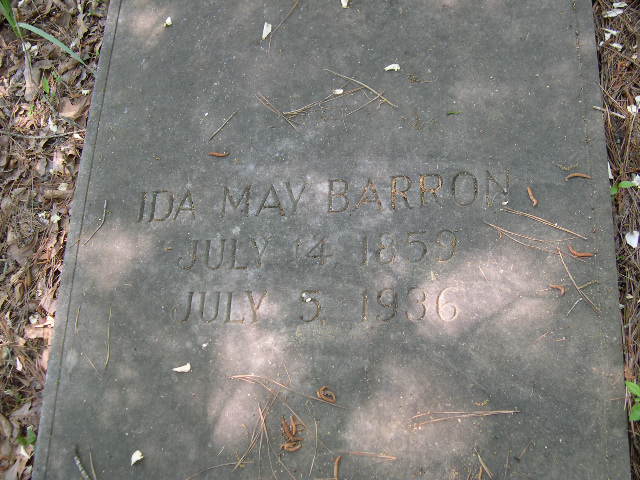 IDA MAY BARRON
JULY 14, 1859
JULY 5, 1936